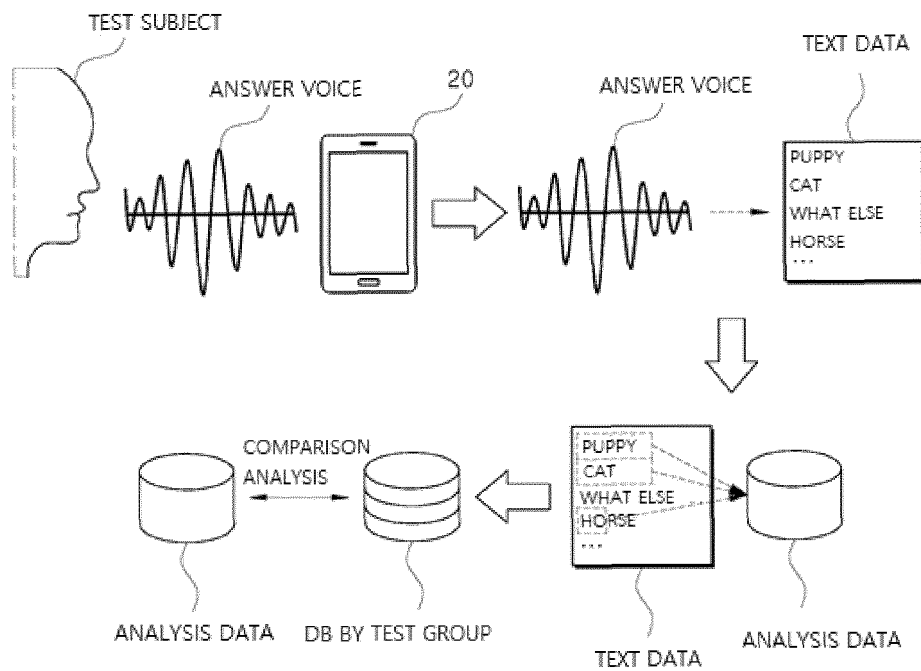 TEST SUBJECT
ANSWER VOICE
20
ANSWER VOICE
TEXT DATA
PUPPY
CAT
WHAT ELSE
HORSE
...
COMPARISON
ANALYSIS
PUPPY
CAT
WHAT ELSE
HORSE
...
ANALYSIS DATA
DB BY TEST GROUP
TEXT DATA
ANALYSIS DATA